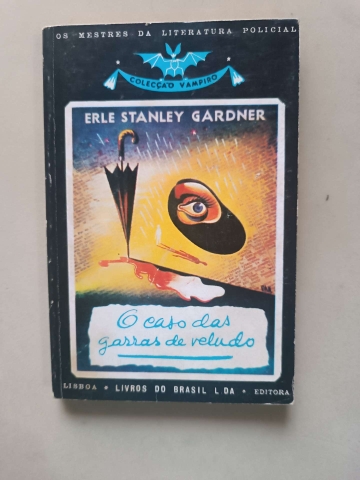 OS MESTRES DA LITERATURA POLICIAL
COLECÇÃO VAMPIRO
ERLE STANLEY GARDNER
O caso das
garras de veludo
LISBOA * LIVROS DO BRASIL LDA * EDITORA